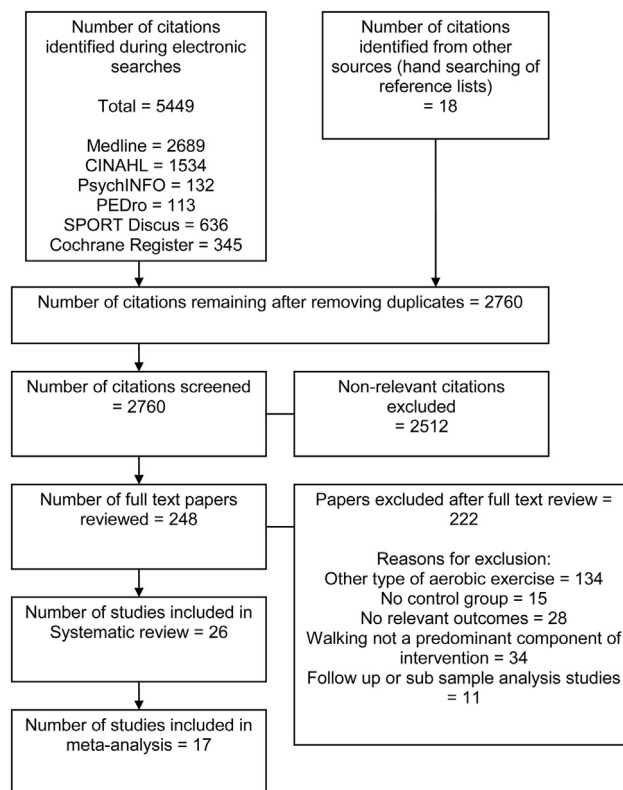 Number of citations
identified during electronic
searches
Total = 5449
Medline = 2689
CINAHL = 1534
PsychINFO = 132
PEDro = 113
SPORT Discus = 636
Cochrane Register = 345
Number of citations
identified from other
sources (hand searching of
reference lists)
= 18
Number of citations remaining after removing duplicates = 2760
Number of citations screened
= 2760
Non-relevant citations
excluded
= 2512
Number of full text papers
reviewed = 248
Papers excluded after full text review =
222
Reasons for exclusion:
Other type of aerobic exercise = 134
No control group = 15
No relevant outcomes = 28
Walking not a predominant component of
intervention = 34
Follow up or sub sample analysis studies
= 11
Number of studies included in
Systematic review = 26
Number of studies included in
meta-analysis = 17